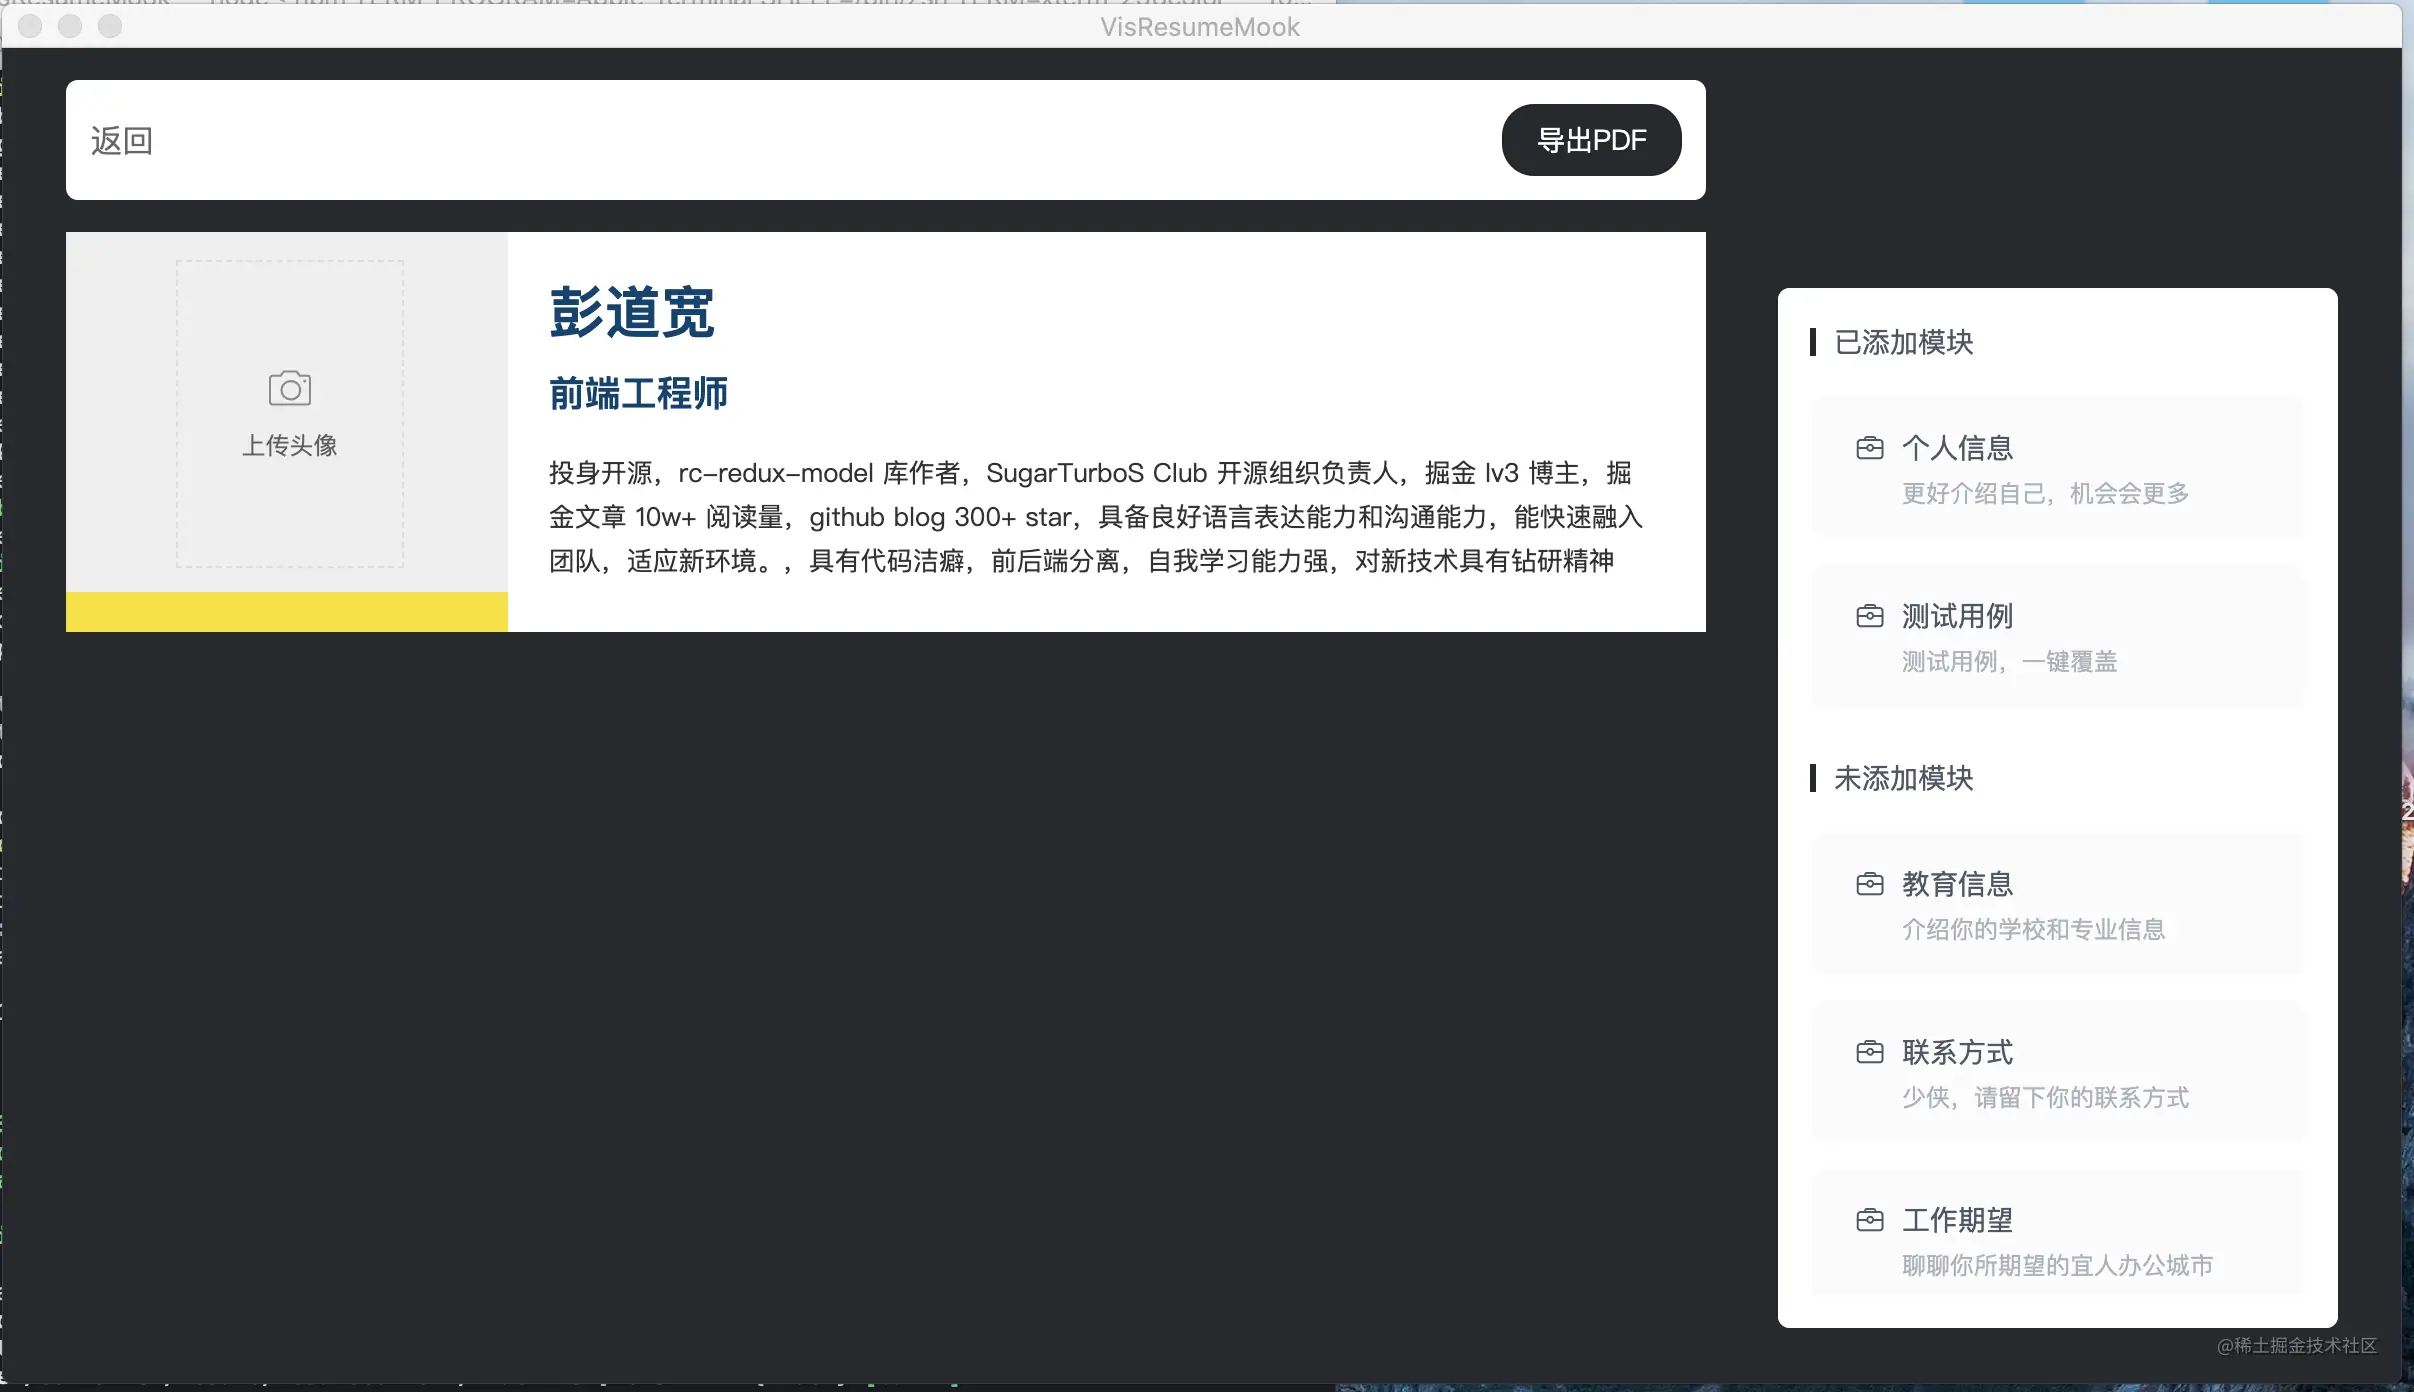 VisResumeMook
返回
导出PDF
上传头像
彭道宽
前端工程师
投身开源，rc-redux-model 库作者，SugarTurboS Club 开源组织负责人，掘金 lv3 博主，掘
金文章 10w+ 阅读量，github blog 300+ star，具备良好语言表达能力和沟通能力，能快速融入
团队，适应新环境。，具有代码洁癖，前后端分离，自我学习能力强，对新技术具有钻研精神
已添加模块
个人信息
更好介绍自己，机会会更多
测试用例
测试用例，一键覆盖
未添加模块
教育信息
介绍你的学校和专业信息
联系方式
少侠，请留下你的联系方式
工作期望
聊聊你所期望的宜人办公城市
@稀土掘金技术社区